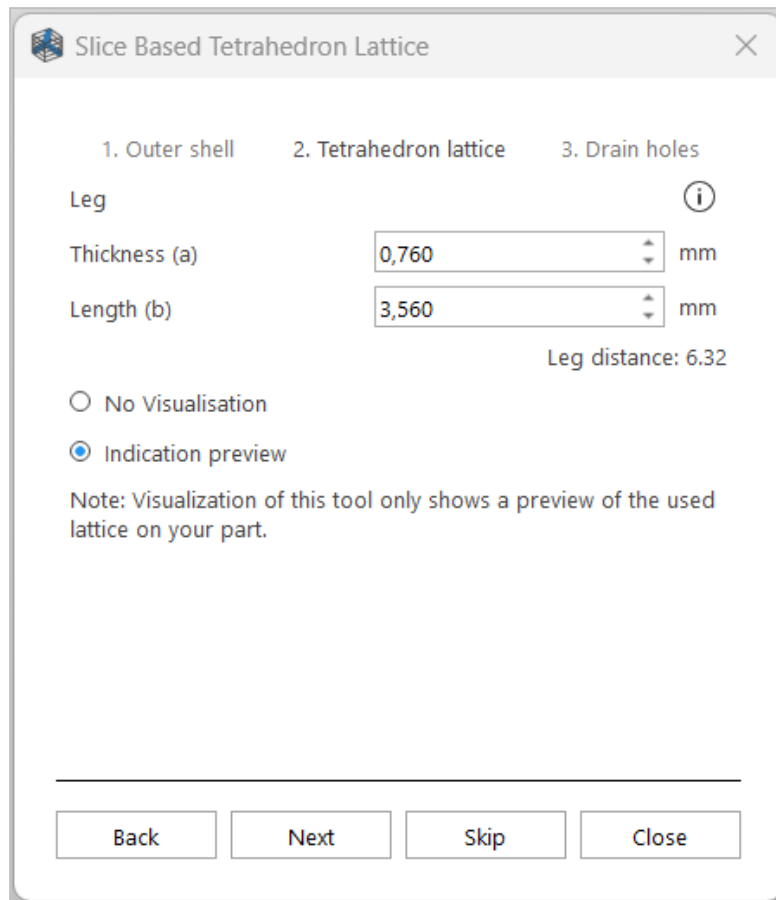 Slice Based Tetrahedron Lattice
1. Outer shell 2. Tetrahedron lattice 3. Drain holes
Leg
Thickness (a) 0,760 mm
Length (b) 3,560 mm
Leg distance: 6.32
No Visualisation
Indication preview
Note: Visualization of this tool only shows a preview of the used
lattice on your part.
Back Next Skip Close